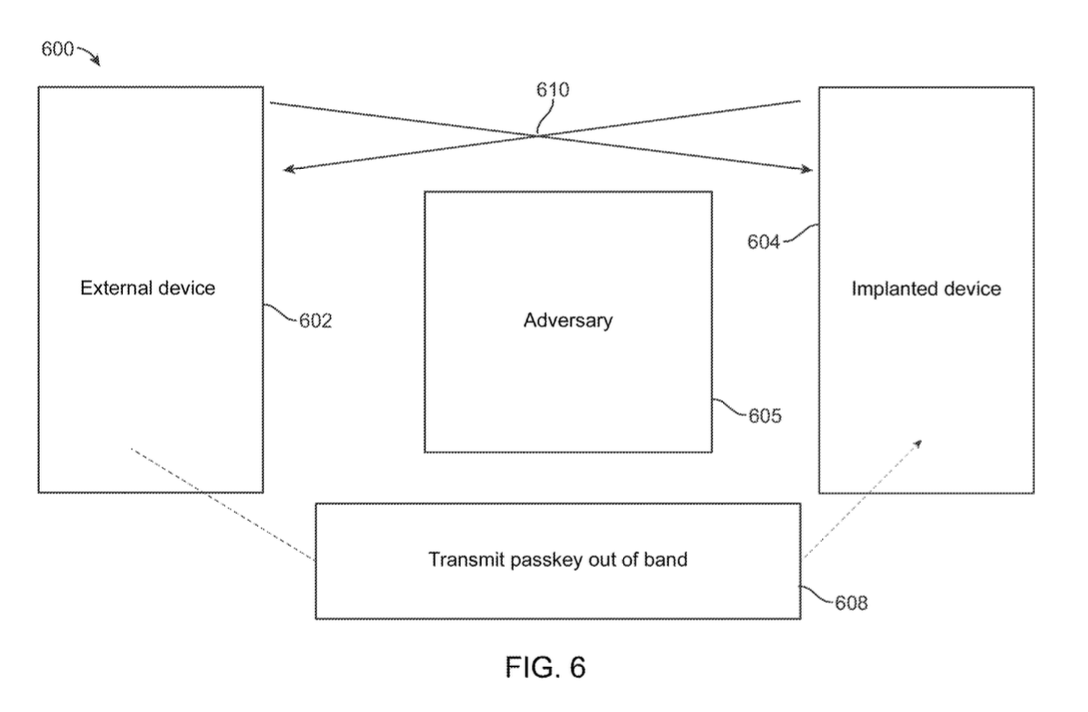 600
610
604
External device
Implanted device
602
Adversary
605
Transmit passkey out of band
608
FIG. 6